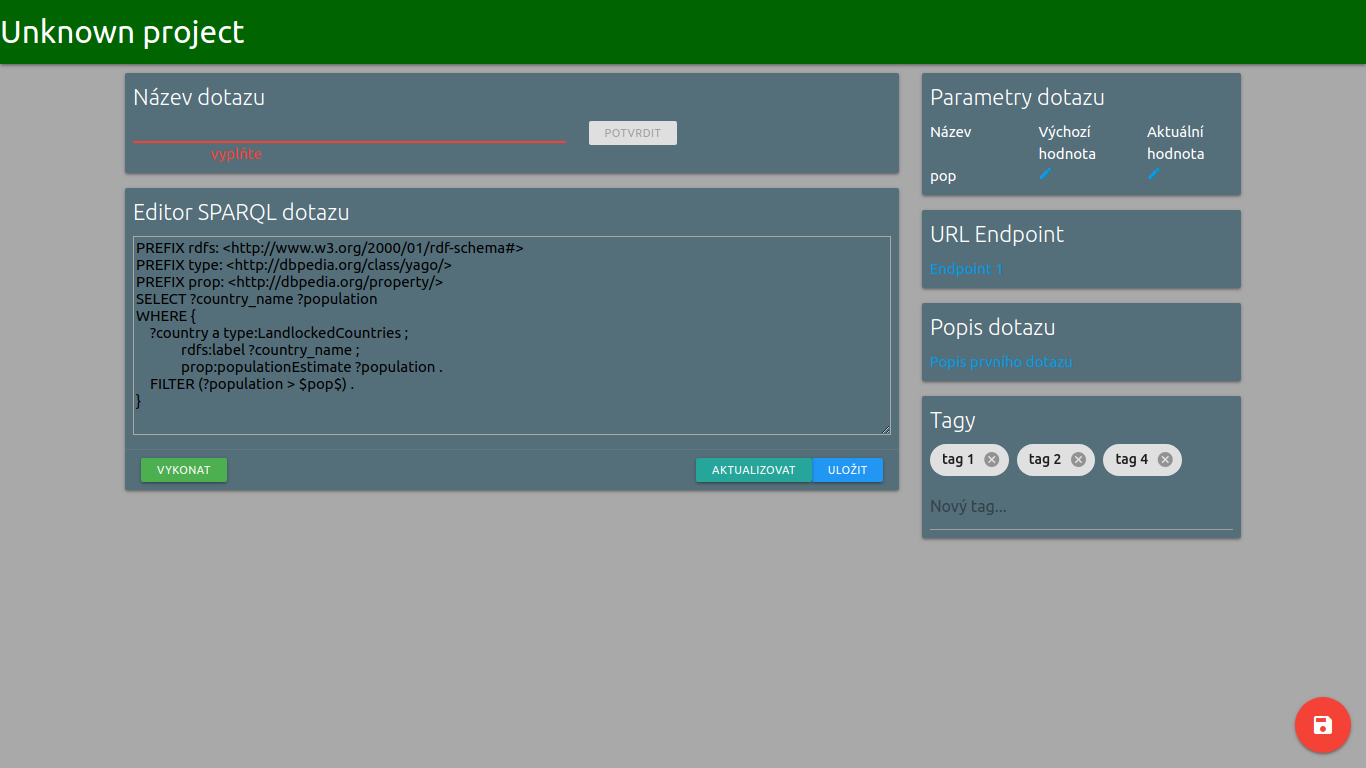 Unknown project
Název dotazu
POTVRDIT
vyplňte
Editor SPARQL dotazu
PREFIX rdfs: <http://www.w3.org/2000/01/rdf-schema#>
PREFIX type: <http://dbpedia.org/class/yago/>
PREFIX prop: <http://dbpedia.org/property/>
SELECT ?country_name ?population
WHERE {
?country a type:LandlockedCountries ;
rdfs:label ?country_name ;
prop:populationEstimate ?population .
FILTER (?population > $pop$) .
}
VYKONAT
AKTUALIZOVAT
ULOŽIT
Parametry dotazu
Název
Výchozí
hodnota
Aktuální
hodnota
pop
URL Endpoint
Endpoint 1
Popis dotazu
Popis prvního dotazu
Tagy
tag 1
tag 2
tag 4
Nový tag...